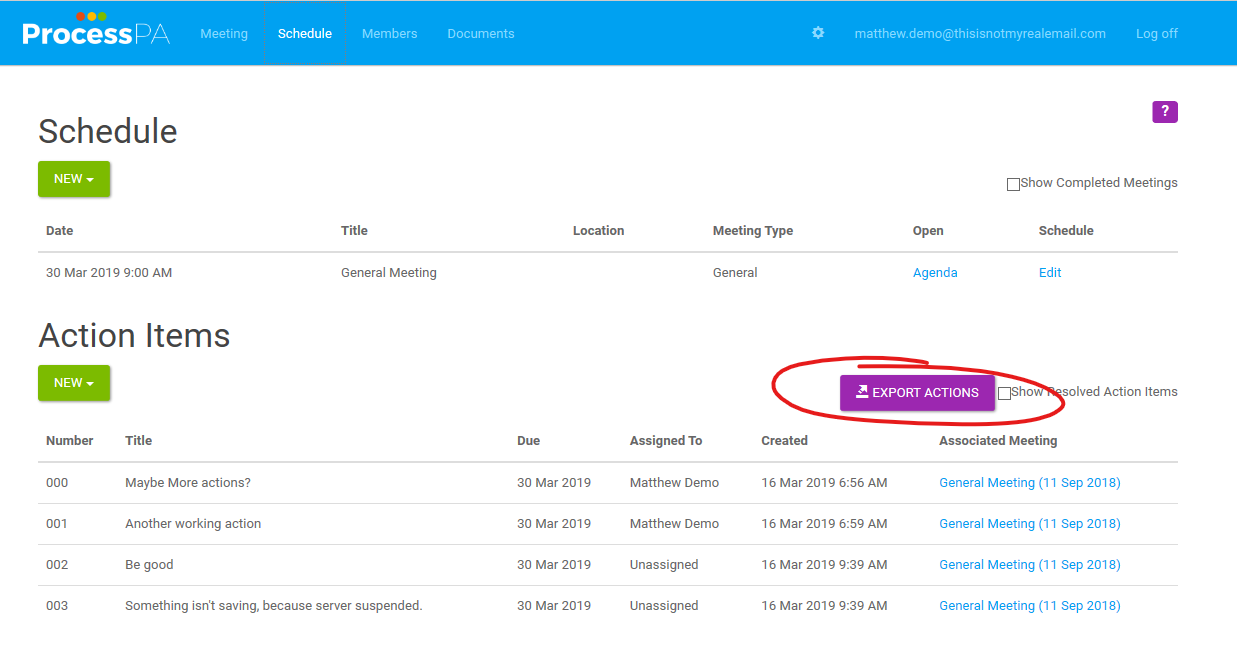 ProcessPA Meeting Schedule Members Documents matthew.demo@thisisnotmyrealemail.com Log off
?
Schedule
NEW
Show Completed Meetings
Date Title Location Meeting Type Open Schedule
30 Mar 2019 9:00 AM General Meeting General Agenda Edit
Action Items
NEW EXPORT ACTIONS Show Resolved Action Items
Number Title Due Assigned To Created Associated Meeting
000 Maybe More actions? 30 Mar 2019 Matthew Demo 16 Mar 2019 6:56 AM General Meeting (11 Sep 2018)
001 Another working action 30 Mar 2019 Matthew Demo 16 Mar 2019 6:59 AM General Meeting (11 Sep 2018)
002 Be good 30 Mar 2019 Unassigned 16 Mar 2019 9:39 AM General Meeting (11 Sep 2018)
003 Something isn't saving, because server suspended. 30 Mar 2019 Unassigned 16 Mar 2019 9:39 AM General Meeting (11 Sep 2018)